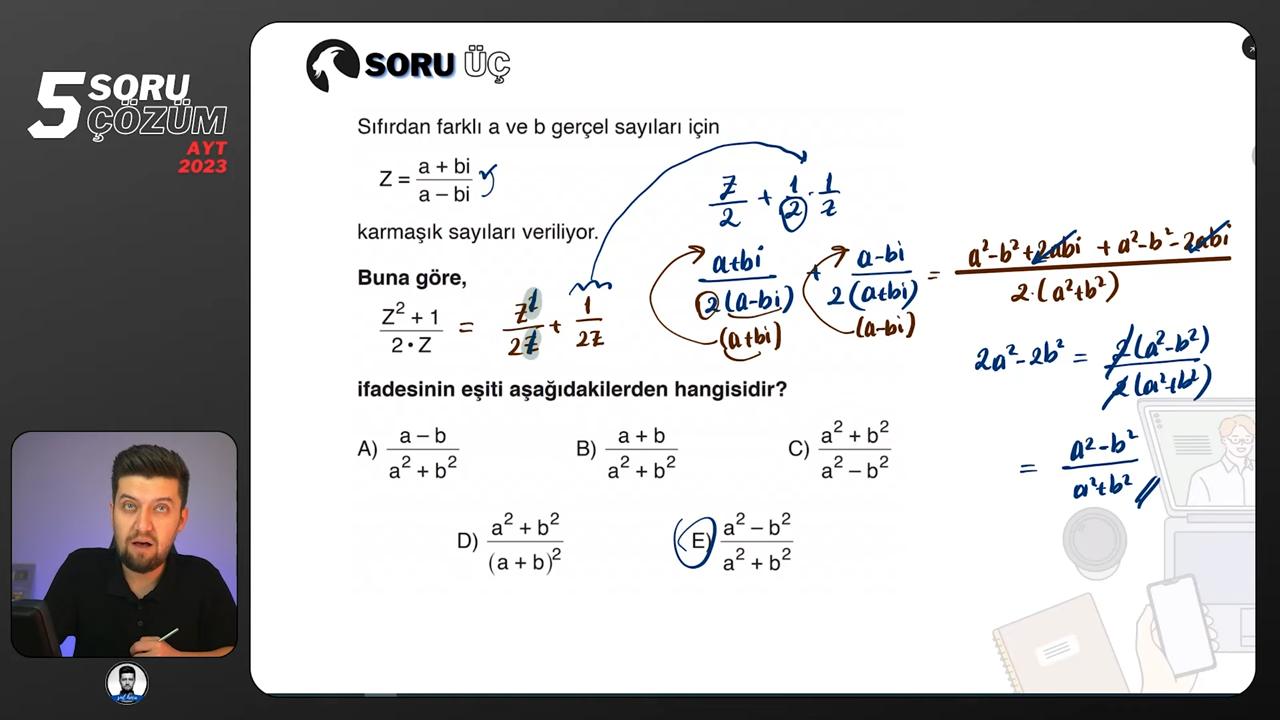 5 SORU
ÇÖZÜM
AYT
2023
SORU ÜÇ
Sıfırdan farklı a ve b gerçel sayıları için
Z = (a + bi)/(a − bi)
karmaşık sayıları veriliyor.
Buna göre,
(Z² + 1)/(2 • Z) = z²/2z + 1/2z
z/2 + 1/2 · 1/z
(a+bi)/(2(a-bi)) + (a-bi)/(2(a+bi)) = (a²-b²+2abi + a²-b²-2abi)/(2·(a²+b²))
(a+bi) (a-bi)
2a²-2b² = 2(a²-b²)/2(a²+b²)
= (a²-b²)/(a²+b²)
ifadesinin eşiti aşağıdakilerden hangisidir?
A) (a − b)/(a² + b²) B) (a + b)/(a² + b²) C) (a² + b²)/(a² − b²)
D) (a² + b²)/(a + b)² E) (a² − b²)/(a² + b²)